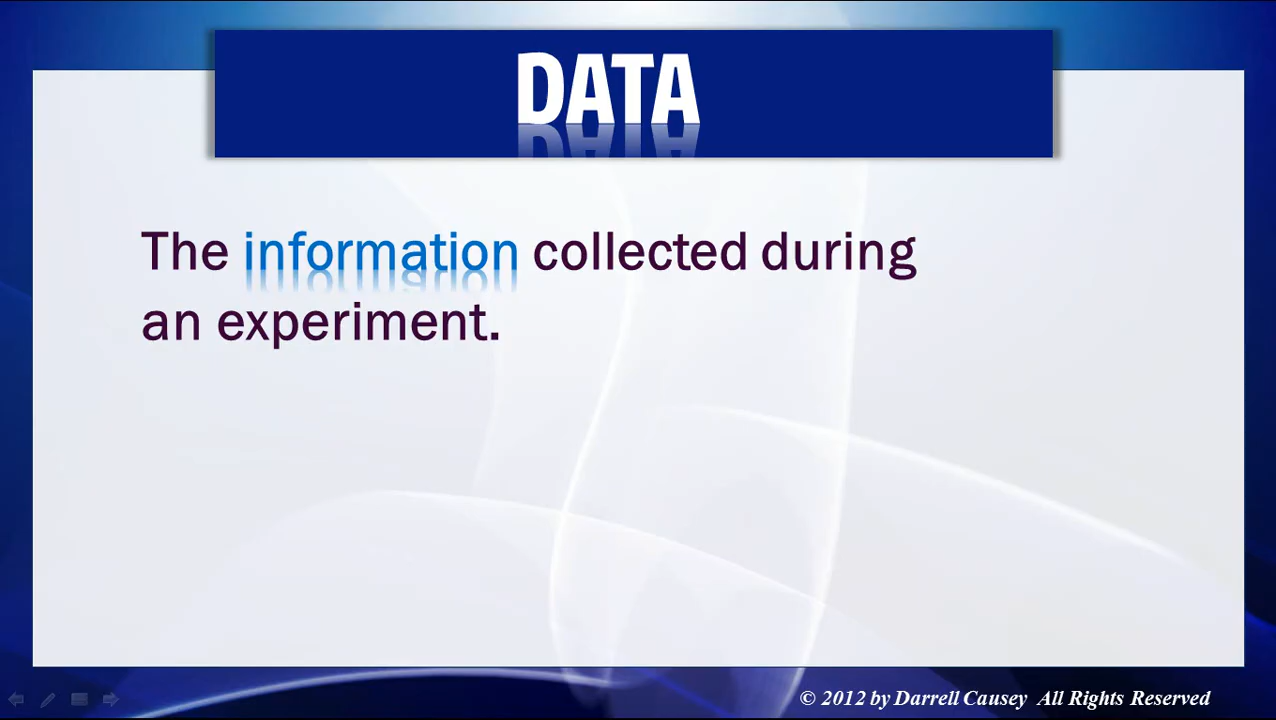 DATA
The information collected during
an experiment.
© 2012 by Darrell Causey All Rights Reserved